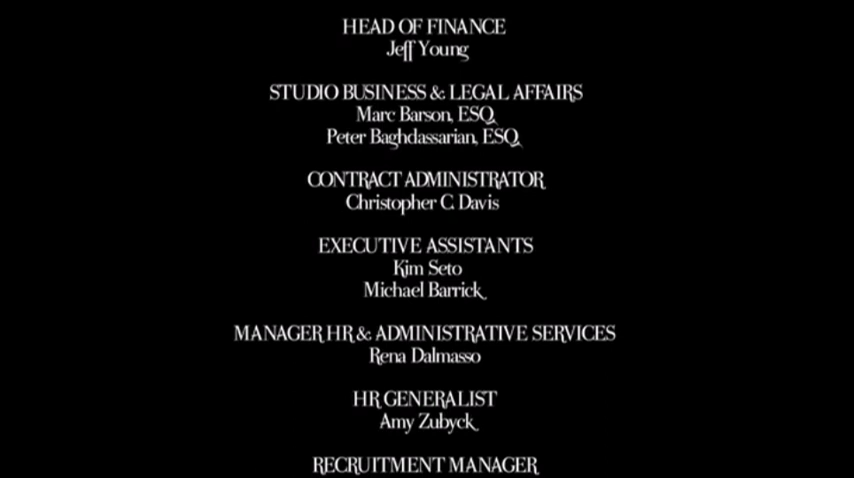 HEAD OF FINANCE
Jeff Young
STUDIO BUSINESS & LEGAL AFFAIRS
Marc Barson, ESQ.
Peter Baghdassarian, ESQ.
CONTRACT ADMINISTRATOR
Christopher C. Davis
EXECUTIVE ASSISTANTS
Kim Seto
Michael Barrick
MANAGER HR & ADMINISTRATIVE SERVICES
Rena Dalmasso
HR GENERALIST
Amy Zubyck
RECRUITMENT MANAGER